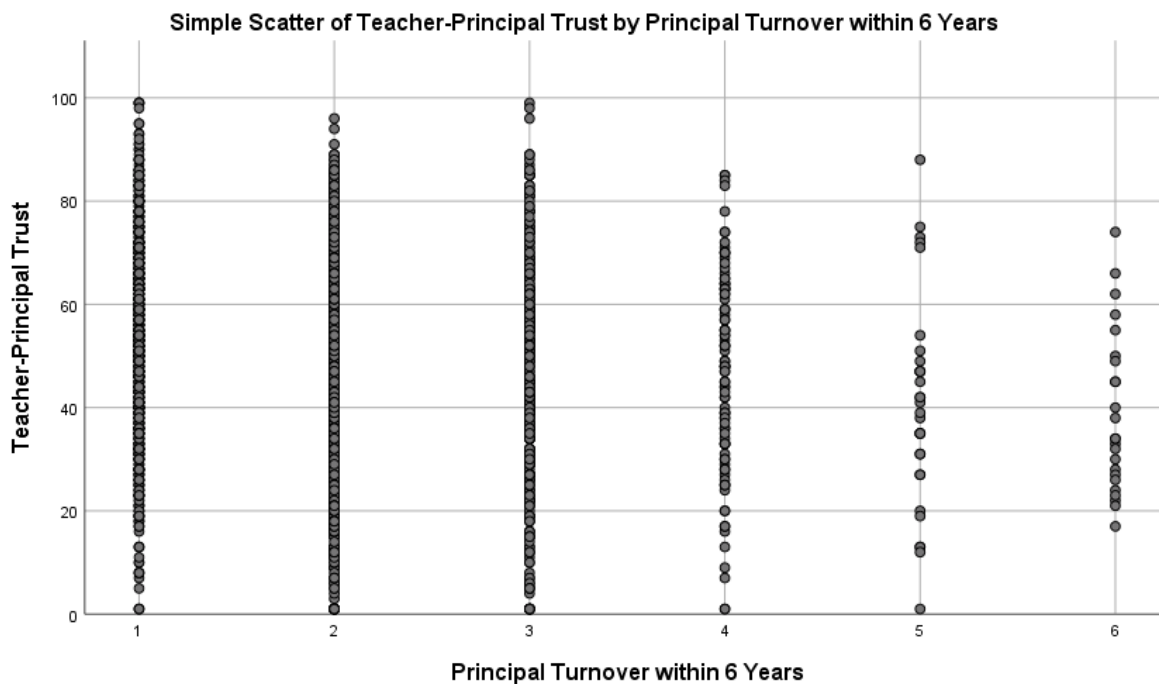 Simple Scatter of Teacher-Principal Trust by Principal Turnover within 6 Years
100
80
60
40
20
0
Teacher-Principal Trust
1 2 3 4 5 6
Principal Turnover within 6 Years